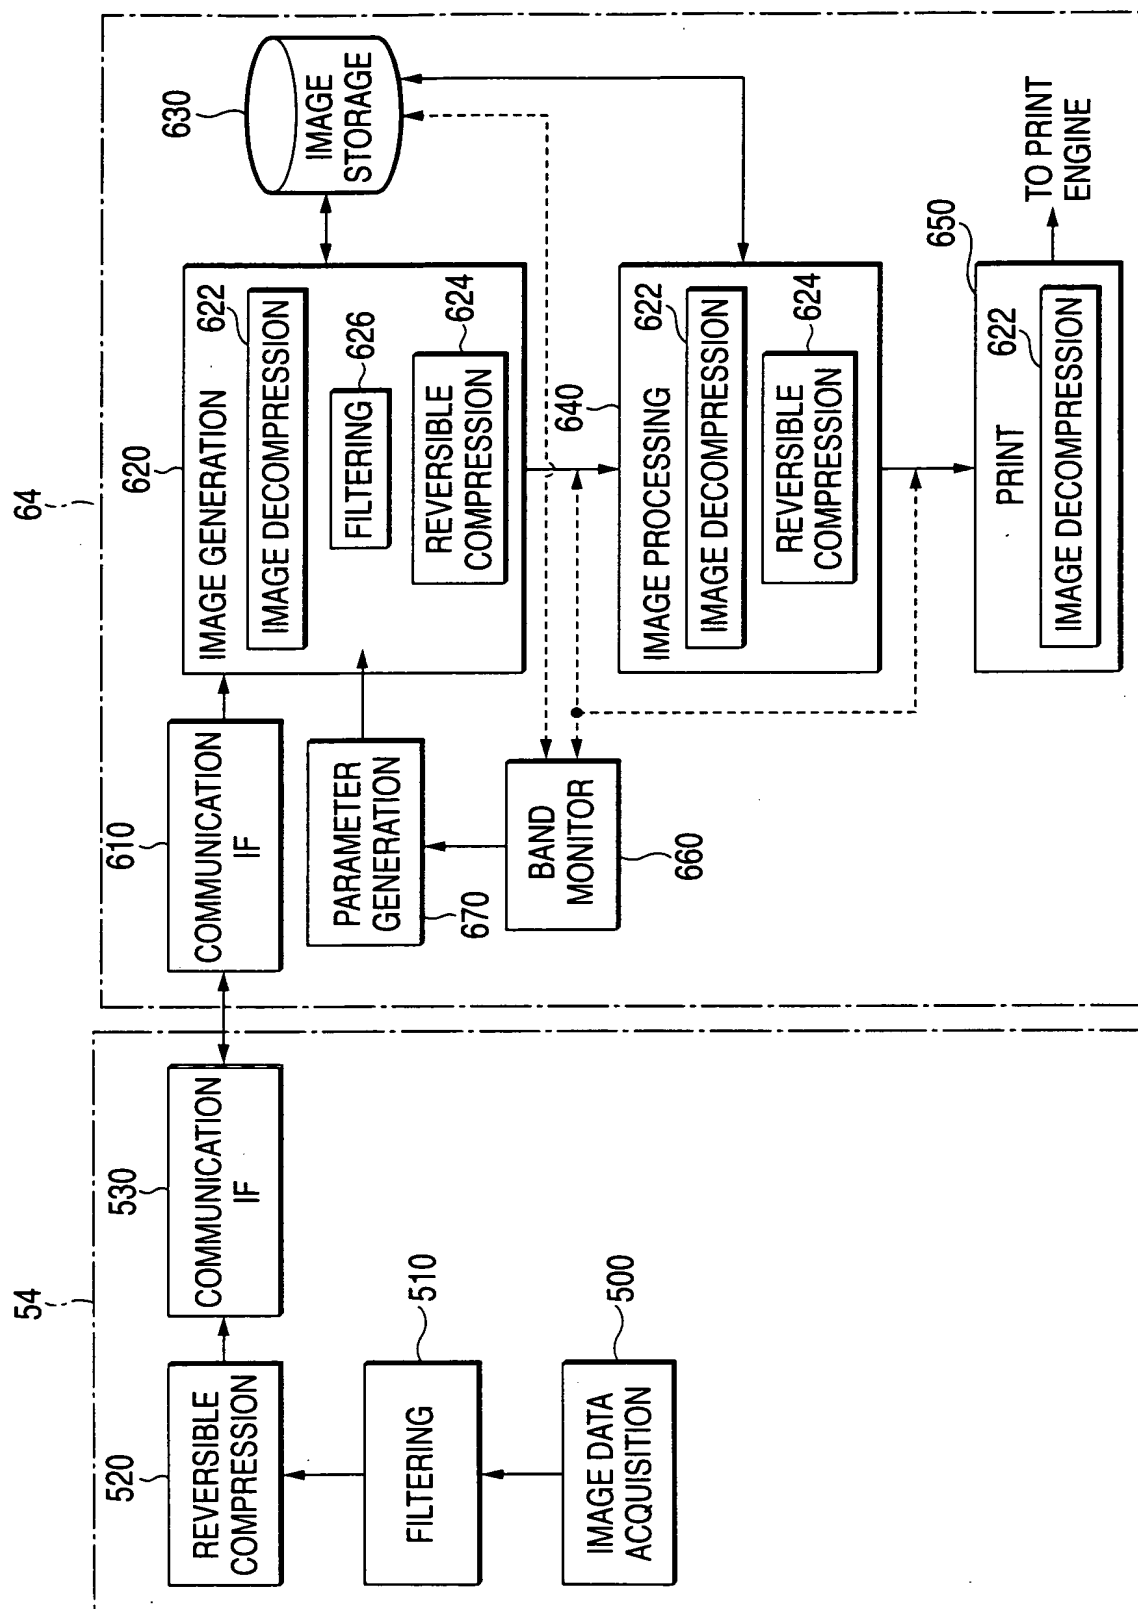 54
520
REVERSIBLE
COMPRESSION
510
FILTERING
500
IMAGE DATA
ACQUISITION
530
COMMUNICATION
IF
64
610
COMMUNICATION
IF
670
PARAMETER
GENERATION
660
BAND
MONITOR
620
IMAGE GENERATION
622
IMAGE DECOMPRESSION
626
FILTERING
624
REVERSIBLE
COMPRESSION
630
IMAGE
STORAGE
640
IMAGE PROCESSING
622
IMAGE DECOMPRESSION
624
REVERSIBLE
COMPRESSION
650
PRINT
622
IMAGE DECOMPRESSION
TO PRINT
ENGINE